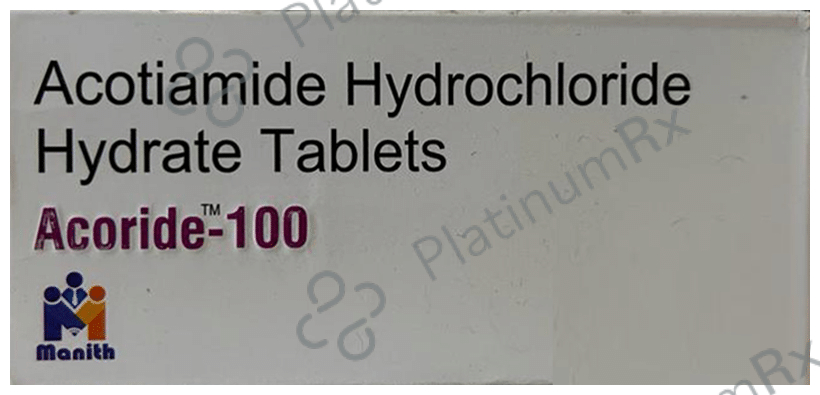 Acotiamide Hydrochloride
Hydrate Tablets
Acoride™-100
Manith
PlatinumRx